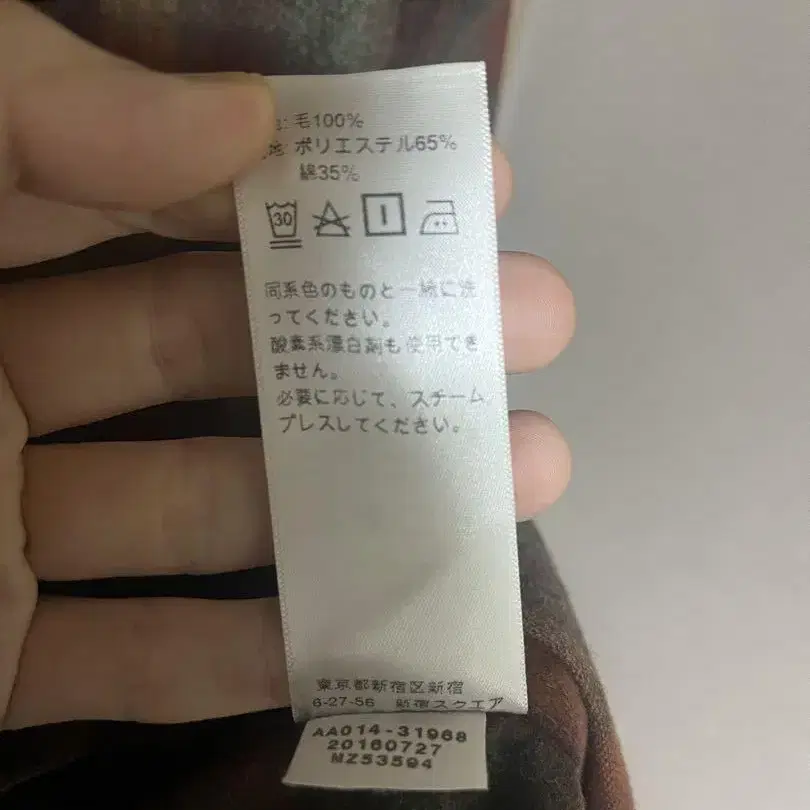 地: 毛100%
地: ポリエステル65%
綿35%
30
同系色のものと一緒に洗
ってください。
酸素系漂白剤も使用でき
ません。
必要に応じて、スチーム
プレスしてください。
東京都新宿区新宿
6-27-56 新宿スクエア
AA014-31968
20160727
MZ53594